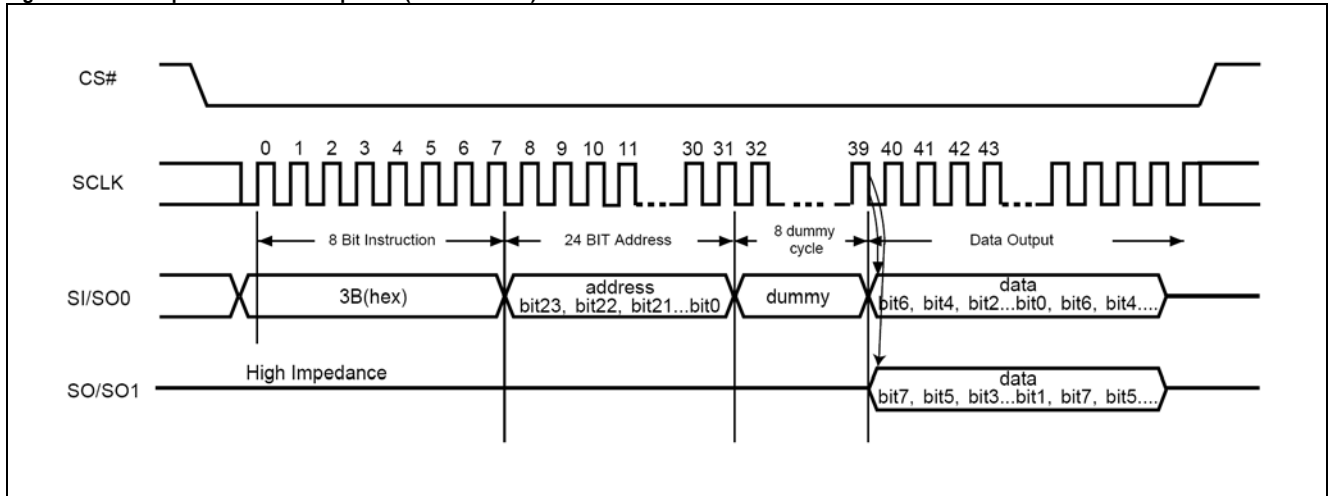 CS#
0 1 2 3 4 5 6 7 8 9 10 11 30 31 32 39 40 41 42 43
SCLK
8 Bit Instruction 24 BIT Address 8 dummy cycle Data Output
SI/SO0 3B(hex) address dummy data
bit23, bit22, bit21...bit0 bit6, bit4, bit2...bit0, bit6, bit4....
High Impedance
SO/SO1 data
bit7, bit5, bit3...bit1, bit7, bit5....